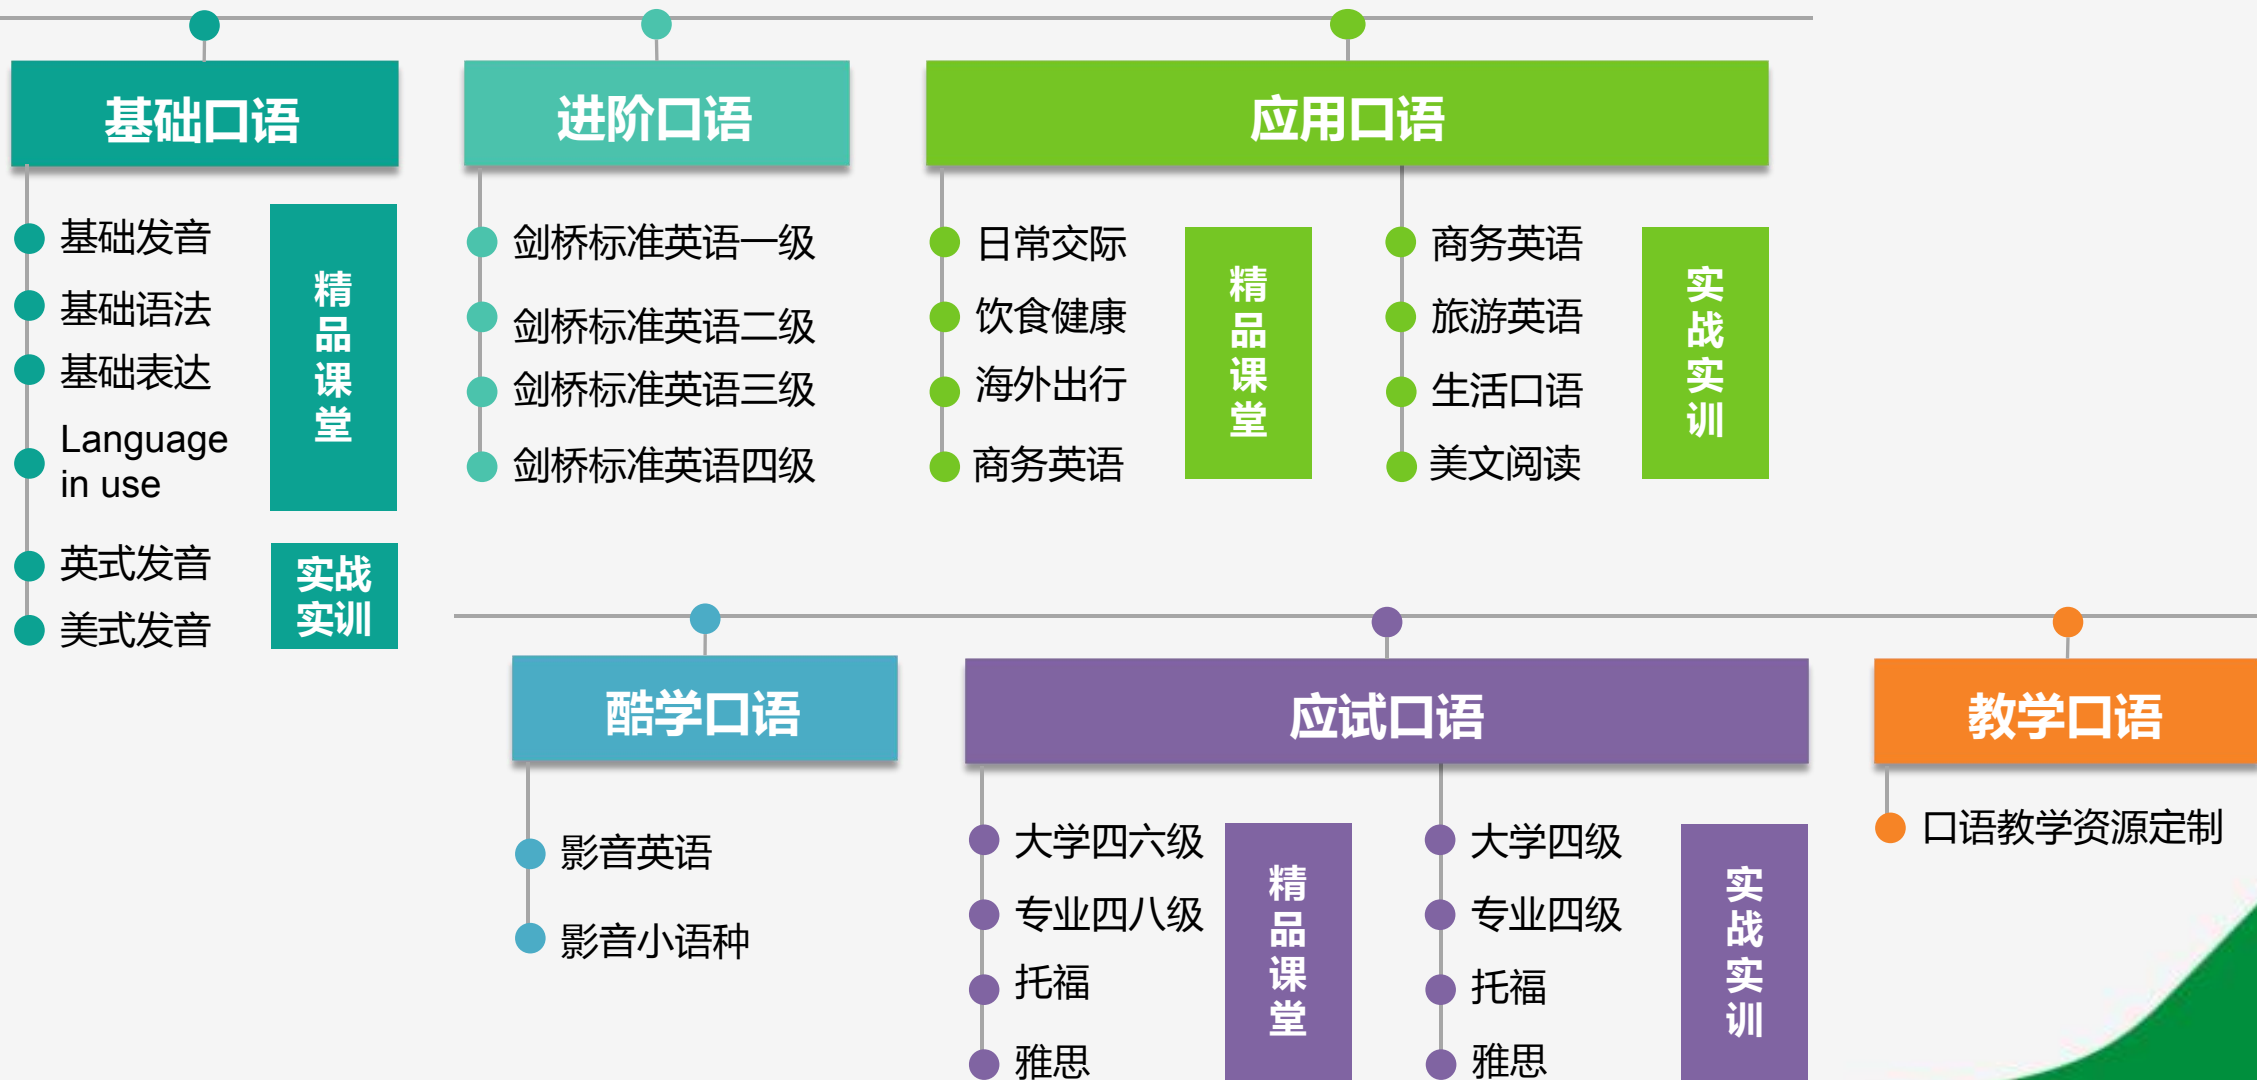 基础口语
基础发音
基础语法
基础表达
Language
in use
精品课堂
英式发音
美式发音
实战
实训
进阶口语
剑桥标准英语一级
剑桥标准英语二级
剑桥标准英语三级
剑桥标准英语四级
应用口语
日常交际
饮食健康
海外出行
商务英语
精品课堂
商务英语
旅游英语
生活口语
美文阅读
实战实训
酷学口语
影音英语
影音小语种
应试口语
大学四六级
专业四八级
托福
雅思
精品课堂
大学四级
专业四级
托福
雅思
实战实训
教学口语
口语教学资源定制